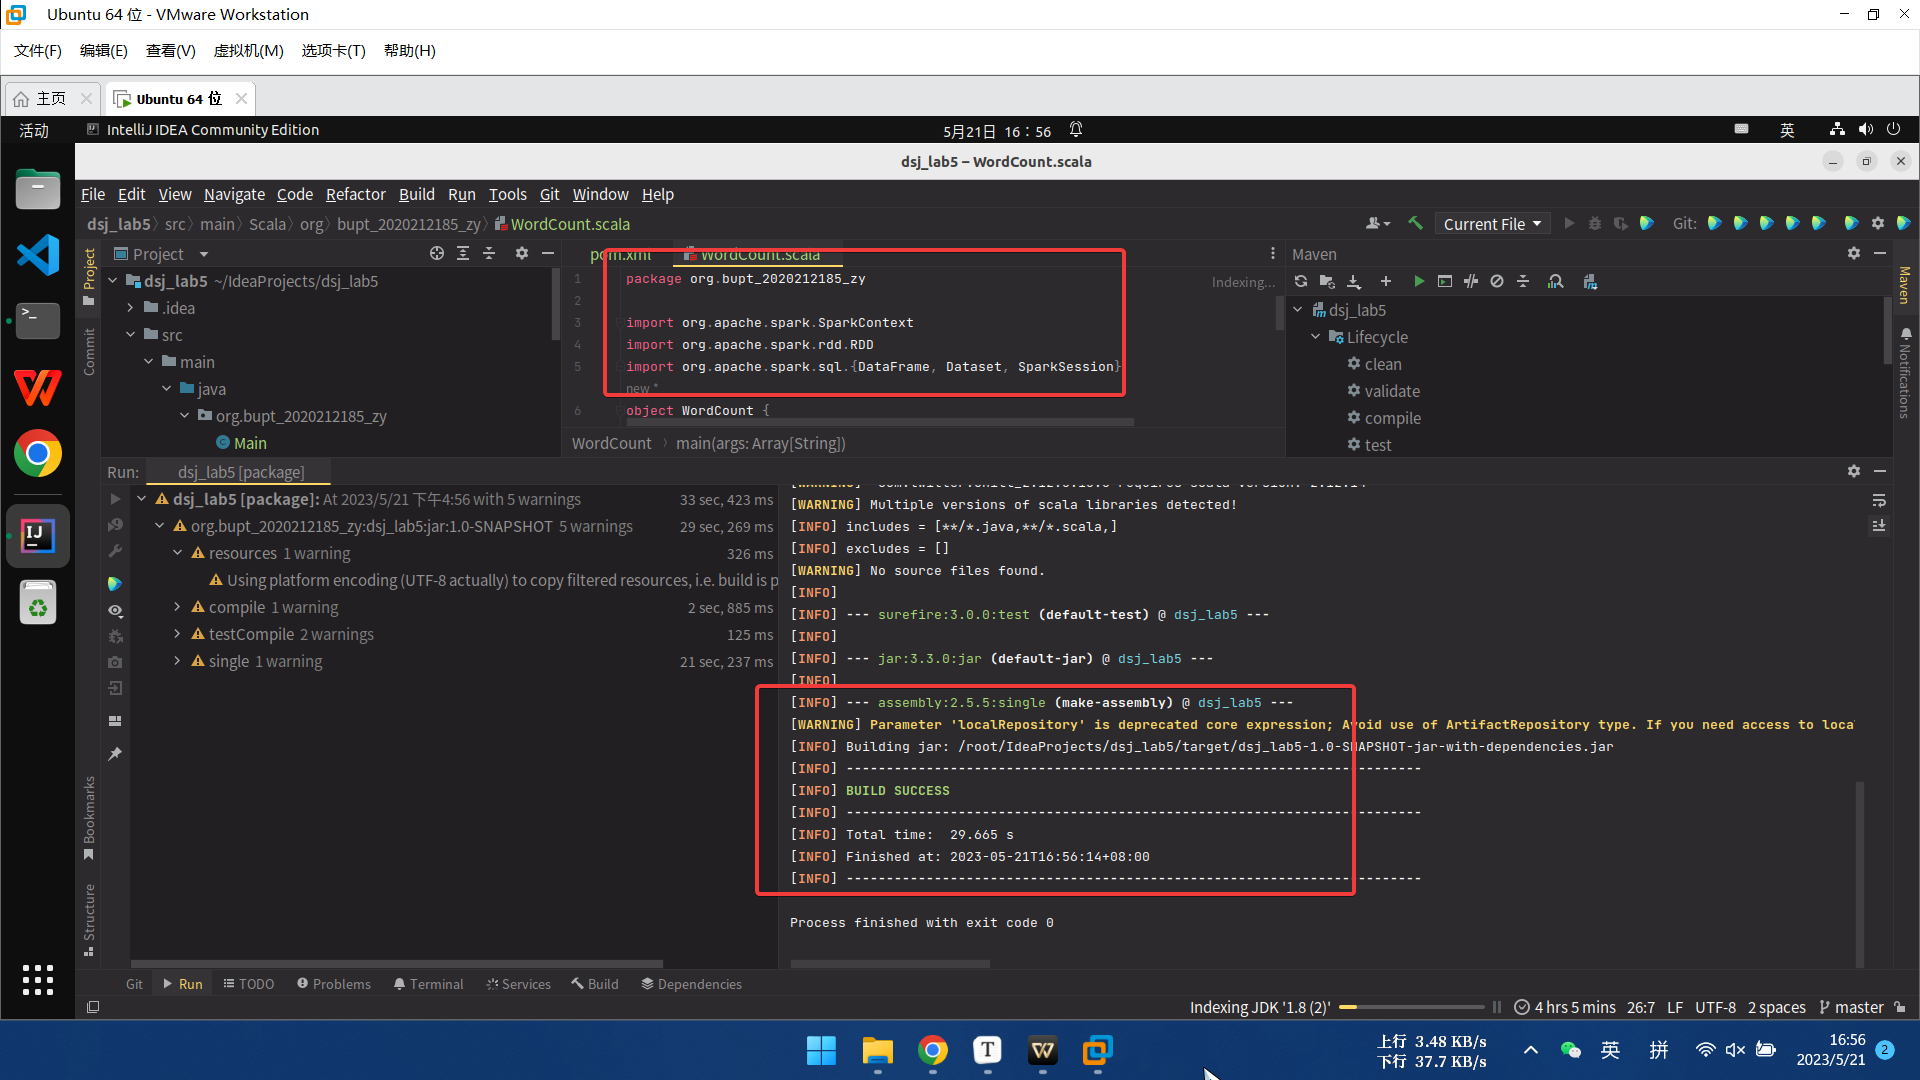 Ubuntu 64 位 - VMware Workstation
文件(F) 编辑(E) 查看(V) 虚拟机(M) 选项卡(T) 帮助(H)
主页 Ubuntu 64 位
活动 IntelliJ IDEA Community Edition 5月21日 16：56 英
dsj_lab5 – WordCount.scala
File Edit View Navigate Code Refactor Build Run Tools Git Window Help
dsj_lab5 src main Scala org bupt_2020212185_zy WordCount.scala Current File Git:
Project pom.xml WordCount.scala Maven
Project
Commit
Bookmarks
Structure
dsj_lab5 ~/IdeaProjects/dsj_lab5
.idea
src
main
java
org.bupt_2020212185_zy
Main
1 package org.bupt_2020212185_zy
Indexing...
2
3 import org.apache.spark.SparkContext
4 import org.apache.spark.rdd.RDD
5 import org.apache.spark.sql.{DataFrame, Dataset, SparkSession}
new *
6 object WordCount {
WordCount main(args: Array[String])
dsj_lab5
Lifecycle
clean
validate
compile
test
Maven
Notifications
Run: dsj_lab5 [package]
dsj_lab5 [package]: At 2023/5/21 下午4:56 with 5 warnings 33 sec, 423 ms
org.bupt_2020212185_zy:dsj_lab5:jar:1.0-SNAPSHOT 5 warnings 29 sec, 269 ms
resources 1 warning 326 ms
Using platform encoding (UTF-8 actually) to copy filtered resources, i.e. build is p
compile 1 warning 2 sec, 885 ms
testCompile 2 warnings 125 ms
single 1 warning 21 sec, 237 ms
[WARNING] Multiple versions of scala libraries detected!
[INFO] includes = [**/*.java,**/*.scala,]
[INFO] excludes = []
[WARNING] No source files found.
[INFO]
[INFO] --- surefire:3.0.0:test (default-test) @ dsj_lab5 ---
[INFO]
[INFO] --- jar:3.3.0:jar (default-jar) @ dsj_lab5 ---
[INFO]
[INFO] --- assembly:2.5.5:single (make-assembly) @ dsj_lab5 ---
[WARNING] Parameter 'localRepository' is deprecated core expression; Avoid use of ArtifactRepository type. If you need access to loca
[INFO] Building jar: /root/IdeaProjects/dsj_lab5/target/dsj_lab5-1.0-SNAPSHOT-jar-with-dependencies.jar
[INFO] ------------------------------------------------------------------------
[INFO] BUILD SUCCESS
[INFO] ------------------------------------------------------------------------
[INFO] Total time:  29.665 s
[INFO] Finished at: 2023-05-21T16:56:14+08:00
[INFO] ------------------------------------------------------------------------
Process finished with exit code 0
Git Run TODO Problems Terminal Services Build Dependencies
Indexing JDK '1.8 (2)' 4 hrs 5 mins 26:7 LF UTF-8 2 spaces master
上行 3.48 KB/s
下行 37.7 KB/s
英 拼
16:56
2023/5/21
2